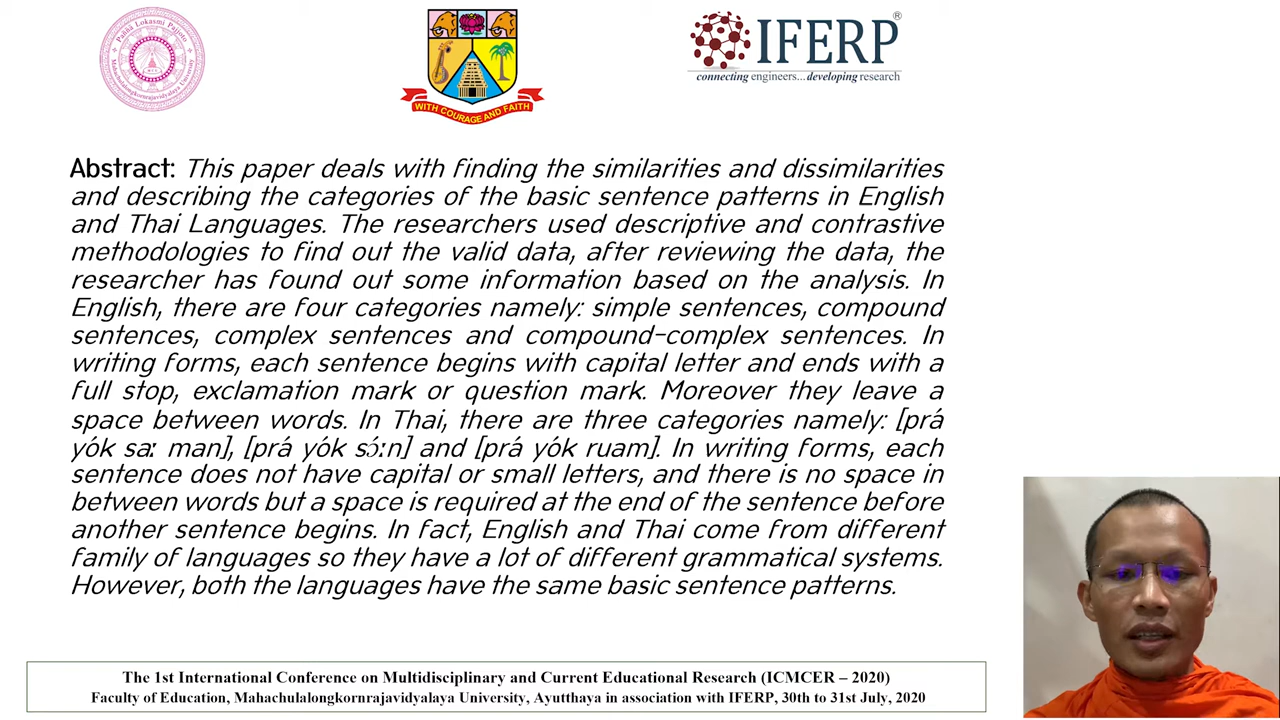 Pañña Lokasmi Pajjoto
Mahachulalongkornrajavidyalaya University
WITH COURAGE AND FAITH
IFERP®
connecting engineers...developing research
Abstract: This paper deals with finding the similarities and dissimilarities
and describing the categories of the basic sentence patterns in English
and Thai Languages. The researchers used descriptive and contrastive
methodologies to find out the valid data, after reviewing the data, the
researcher has found out some information based on the analysis. In
English, there are four categories namely: simple sentences, compound
sentences, complex sentences and compound-complex sentences. In
writing forms, each sentence begins with capital letter and ends with a
full stop, exclamation mark or question mark. Moreover they leave a
space between words. In Thai, there are three categories namely: [prá
yók saː man], [prá yók sɔ́ːn] and [prá yók ruam]. In writing forms, each
sentence does not have capital or small letters, and there is no space in
between words but a space is required at the end of the sentence before
another sentence begins. In fact, English and Thai come from different
family of languages so they have a lot of different grammatical systems.
However, both the languages have the same basic sentence patterns.
The 1st International Conference on Multidisciplinary and Current Educational Research (ICMCER – 2020)
Faculty of Education, Mahachulalongkornrajavidyalaya University, Ayutthaya in association with IFERP, 30th to 31st July, 2020